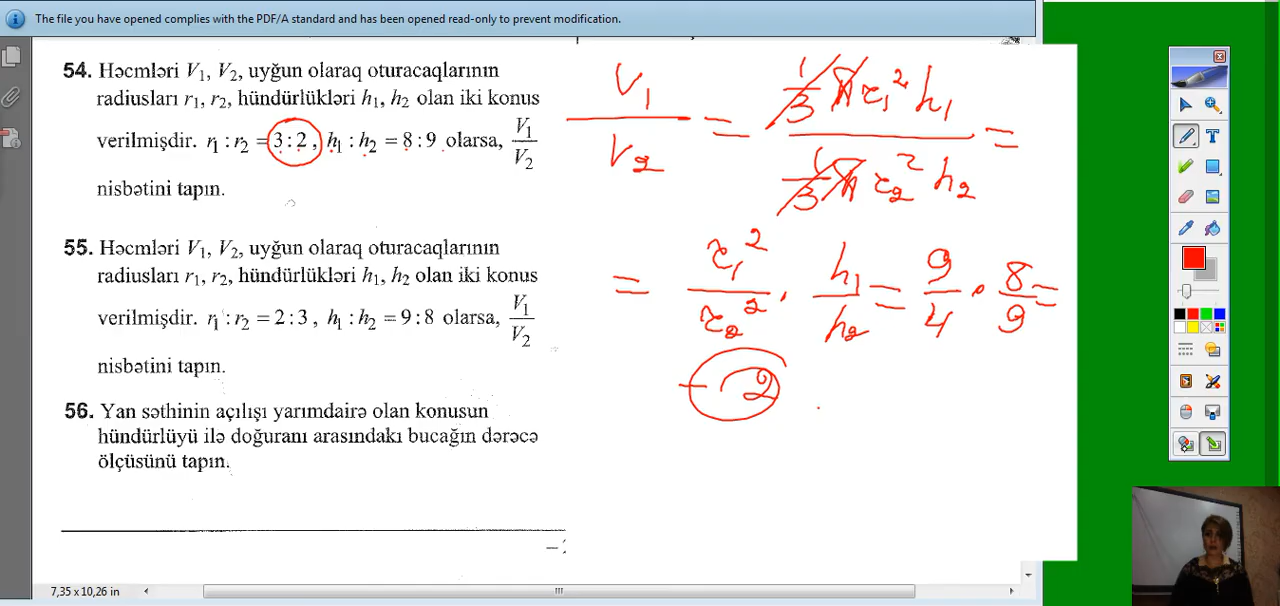 The file you have opened complies with the PDF/A standard and has been opened read-only to prevent modification.
54. Həcmləri V₁, V₂, uyğun olaraq oturacaqlarının
radiusları r₁, r₂, hündürlükləri h₁, h₂ olan iki konus
verilmişdir. r₁ : r₂ = 3 : 2 , h₁ : h₂ = 8 : 9 olarsa, V₁/V₂
nisbətini tapın.
55. Həcmləri V₁, V₂, uyğun olaraq oturacaqlarının
radiusları r₁, r₂, hündürlükləri h₁, h₂ olan iki konus
verilmişdir. r₁ : r₂ = 2 : 3 , h₁ : h₂ = 9 : 8 olarsa, V₁/V₂
nisbətini tapın.
56. Yan səthinin açılışı yarımdairə olan konusun
hündürlüyü ilə doğuranı arasındakı bucağın dərəcə
ölçüsünü tapın.
V₁/V₂ = 1/3 π r₁² h₁ / 1/3 π r₂² h₂ =
= r₁²/r₂² · h₁/h₂ = 9/4 · 8/9 =
2
7,35 x 10,26 in